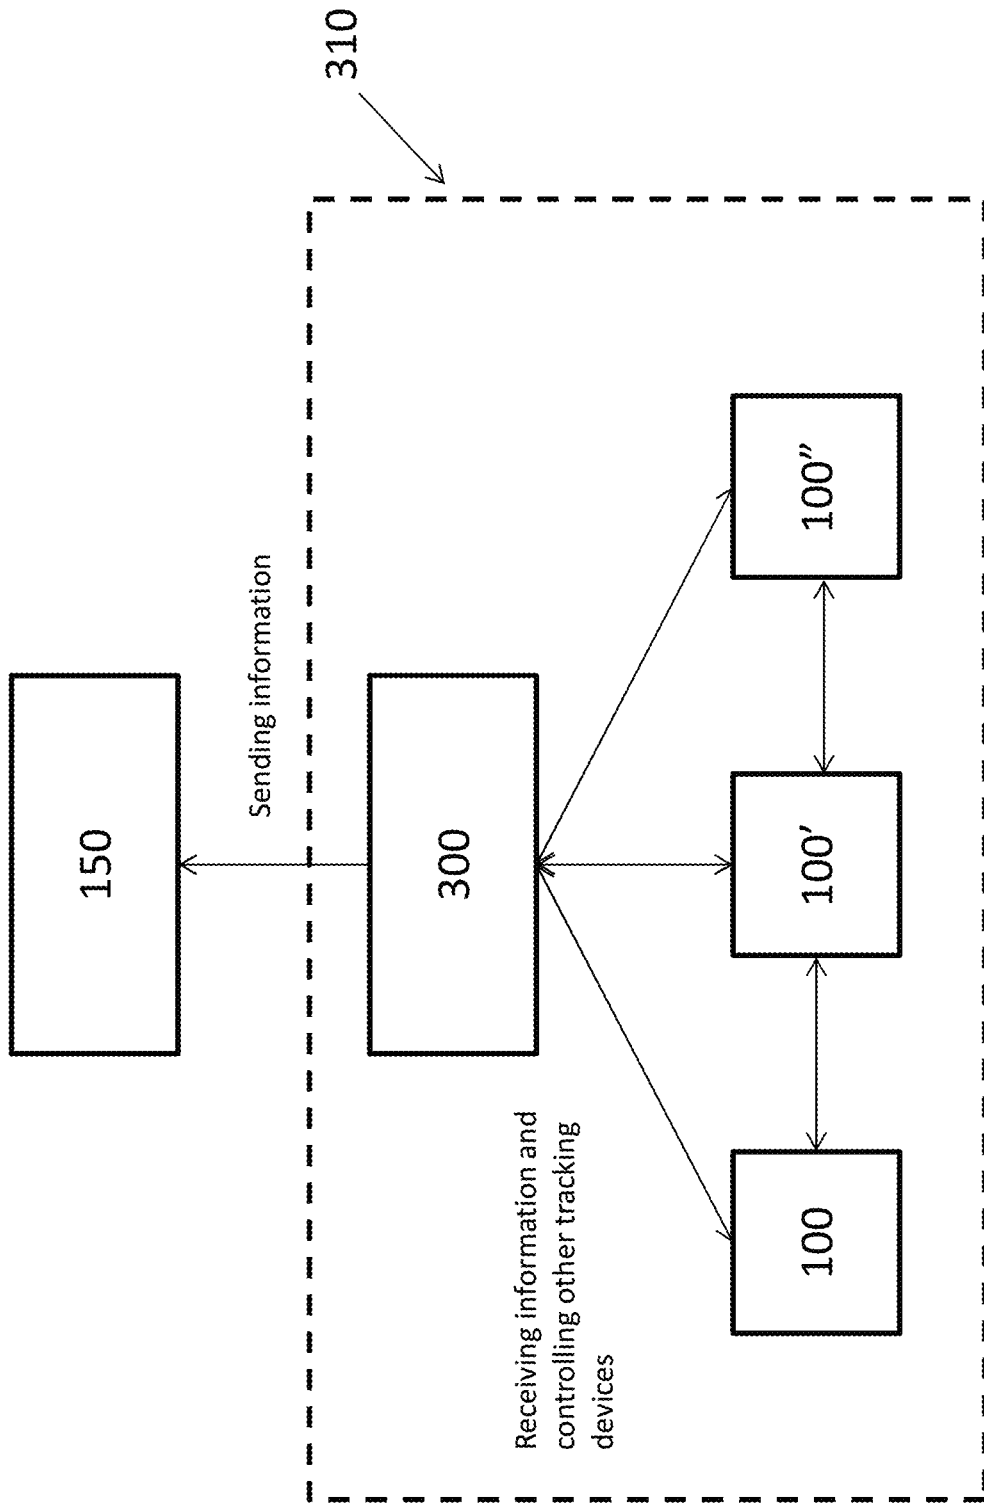 310
150
Sending information
300
Receiving information and
controlling other tracking
devices
100
100’
100”